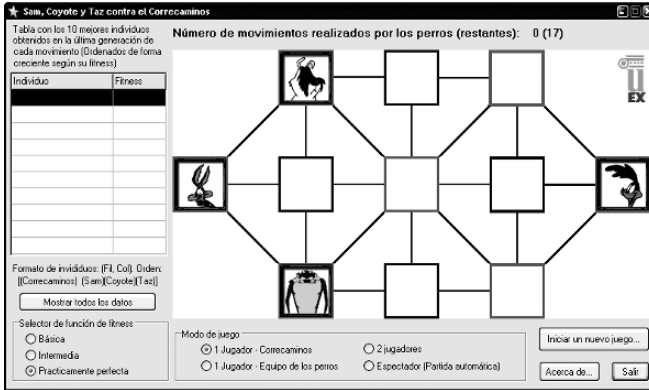 Sam, Coyote y Taz contra el Correcaminos
Tabla con los 10 mejores individuos
obtenidos en la última generación de
cada movimiento (Ordenados de forma
creciente según su fitness)
Número de movimientos realizados por los perros (restantes): 0 (17)
Individuo Fitness
UEX
Formato de invididuos: (Fil, Col). Orden:
[(Correcaminos) (Sam)(Coyote)(Taz)]
Mostrar todos los datos
Selector de función de fitness
Básica
Intermedia
Practicamente perfecta
Modo de juego
1 Jugador - Correcaminos
2 jugadores
1 Jugador - Equipo de los perros
Espectador (Partida automática)
Iniciar un nuevo juego...
Acerca de...
Salir